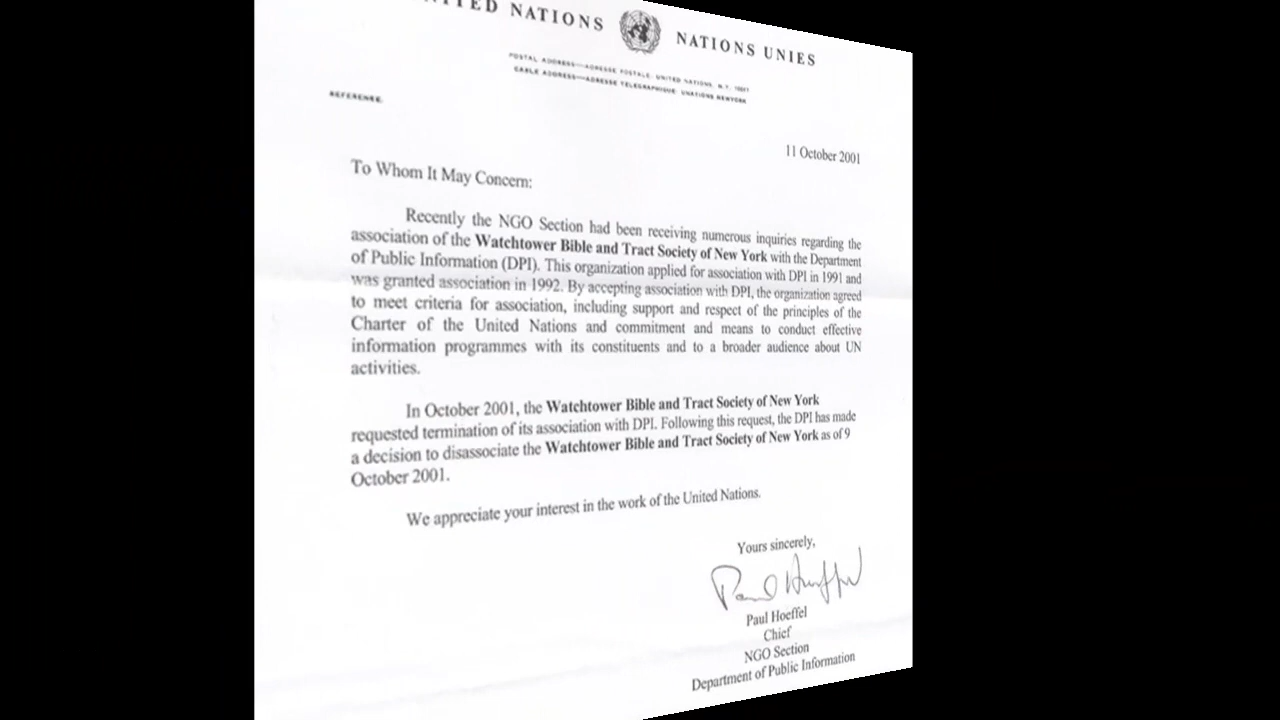 UNITED NATIONS NATIONS UNIES
POSTAL ADDRESS—ADRESSE POSTALE: UNITED NATIONS, N.Y. 10017
CABLE ADDRESS—ADRESSE TELEGRAPHIQUE: UNATIONS NEWYORK
REFERENCE:
11 October 2001
To Whom It May Concern:
Recently the NGO Section had been receiving numerous inquiries regarding the
association of the Watchtower Bible and Tract Society of New York with the Department
of Public Information (DPI). This organization applied for association with DPI in 1991 and
was granted association in 1992. By accepting association with DPI, the organization agreed
to meet criteria for association, including support and respect of the principles of the
Charter of the United Nations and commitment and means to conduct effective
information programmes with its constituents and to a broader audience about UN
activities.
In October 2001, the Watchtower Bible and Tract Society of New York
requested termination of its association with DPI. Following this request, the DPI has made
a decision to disassociate the Watchtower Bible and Tract Society of New York as of 9
October 2001.
We appreciate your interest in the work of the United Nations.
Yours sincerely,
Paul Hoeffel
Paul Hoeffel
Chief
NGO Section
Department of Public Information